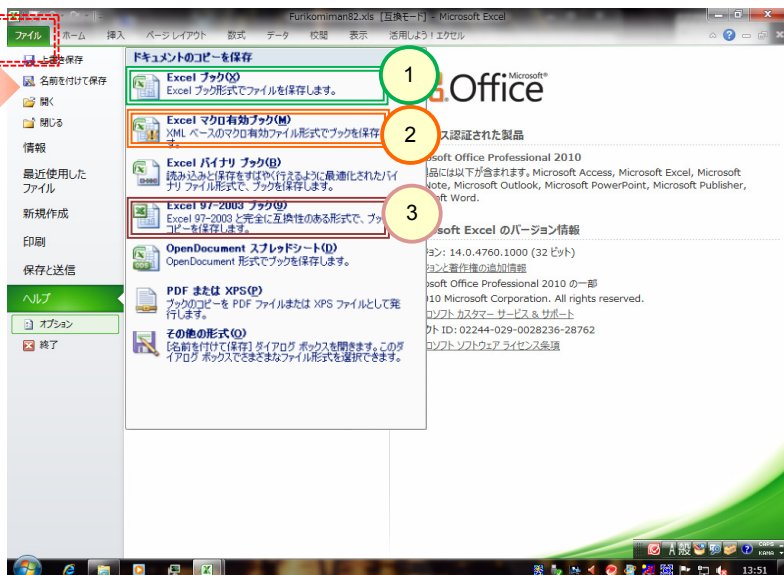 Furikomiman82.xls [互換モード] - Microsoft Excel
ファイル ホーム 挿入 ページ レイアウト 数式 データ 校閲 表示 活用しよう！エクセル
上書き保存
名前を付けて保存
開く
閉じる
情報
最近使用した
ファイル
新規作成
印刷
保存と送信
ヘルプ
オプション
終了
ドキュメントのコピーを保存
Excel ブック(X)
Excel ブック形式でファイルを保存します。
1
Excel マクロ有効ブック(M)
XML ベースのマクロ有効ファイル形式でブックを保存
す。
2
Excel バイナリ ブック(B)
読み込みと保存をすばやく行えるように最適化されたバイ
ナリ ファイル形式で、ブックを保存します。
Excel 97-2003 ブック(9)
Excel 97-2003 と完全に互換性のある形式で、ブッ
コピーを保存します。
3
OpenDocument スプレッドシート(D)
OpenDocument 形式でブックを保存します。
PDF または XPS(P)
ブックのコピーを PDF ファイルまたは XPS ファイルとして発
行します。
その他の形式(O)
[名前を付けて保存] ダイアログ ボックスを開きます。このダ
イアログ ボックスでさまざまなファイル形式を選択できます。
Office
Microsoft®
ス認証された製品
soft Office Professional 2010
品には以下が含まれます。Microsoft Access, Microsoft Excel, Microsoft
Note, Microsoft Outlook, Microsoft PowerPoint, Microsoft Publisher,
ft Word.
soft Excel のバージョン情報
ョン: 14.0.4760.1000 (32 ビット)
ョンと著作権の追加情報
soft Office Professional 2010 の一部
10 Microsoft Corporation. All rights reserved.
ロソフト カスタマー サービス & サポート
クト ID: 02244-029-0028236-28762
ロソフト ソフトウェア ライセンス条項
A 般
CAPS
KANA
13:51